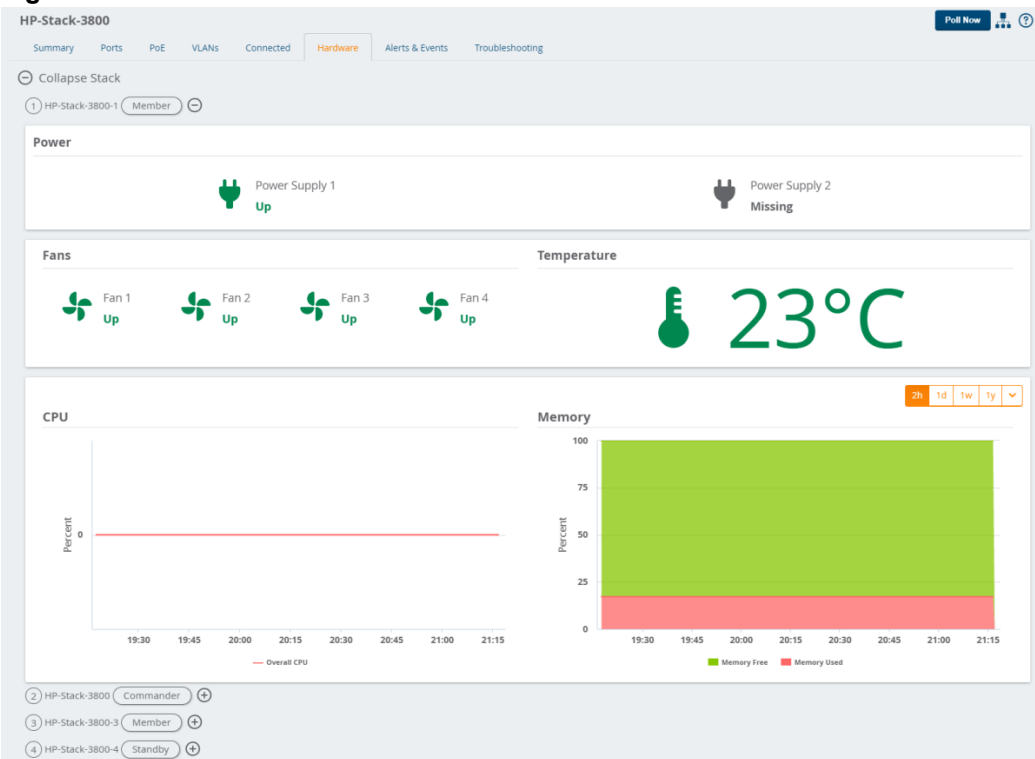 HP-Stack-3800
Poll Now
Summary Ports PoE VLANs Connected Hardware Alerts & Events Troubleshooting
Collapse Stack
1 HP-Stack-3800-1 Member
Power
Power Supply 1
Up
Power Supply 2
Missing
Fans
Fan 1
Up
Fan 2
Up
Fan 3
Up
Fan 4
Up
Temperature
23°C
2h 1d 1w 1y
CPU
Percent
0
19:30 19:45 20:00 20:15 20:30 20:45 21:00 21:15
Overall CPU
Memory
Percent
100
75
50
25
0
19:30 19:45 20:00 20:15 20:30 20:45 21:00 21:15
Memory Free Memory Used
2 HP-Stack-3800 Commander
3 HP-Stack-3800-3 Member
4 HP-Stack-3800-4 Standby